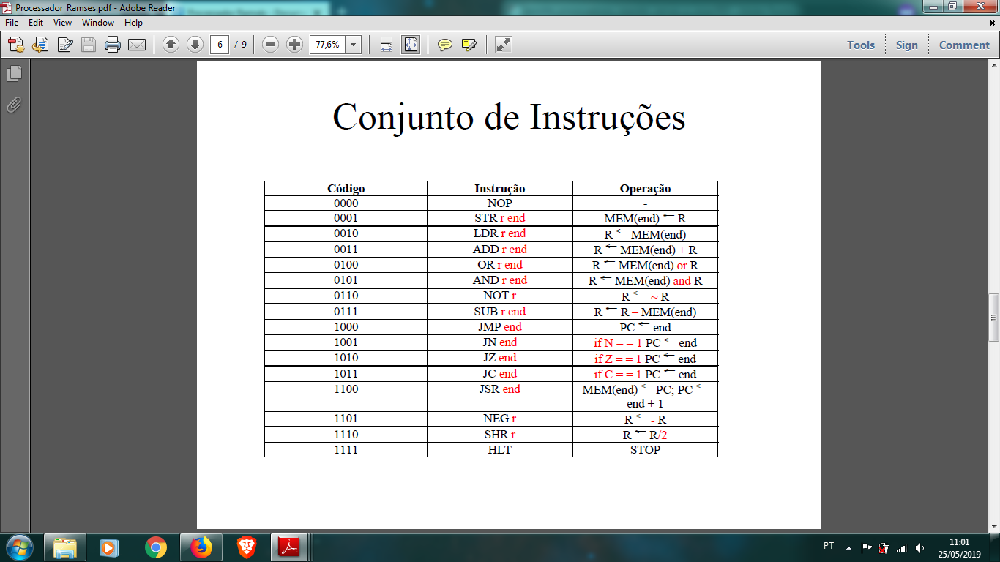 Processador_Ramses.pdf - Adobe Reader
File Edit View Window Help
6 / 9 77,6% Tools Sign Comment
Conjunto de Instruções
Código Instrução Operação
0000 NOP -
0001 STR r end MEM(end) ← R
0010 LDR r end R ← MEM(end)
0011 ADD r end R ← MEM(end) + R
0100 OR r end R ← MEM(end) or R
0101 AND r end R ← MEM(end) and R
0110 NOT r R ← ~ R
0111 SUB r end R ← R – MEM(end)
1000 JMP end PC ← end
1001 JN end if N = = 1 PC ← end
1010 JZ end if Z = = 1 PC ← end
1011 JC end if C = = 1 PC ← end
1100 JSR end MEM(end) ← PC; PC ←
end + 1
1101 NEG r R ← - R
1110 SHR r R ← R/2
1111 HLT STOP
PT 11:01
25/05/2019